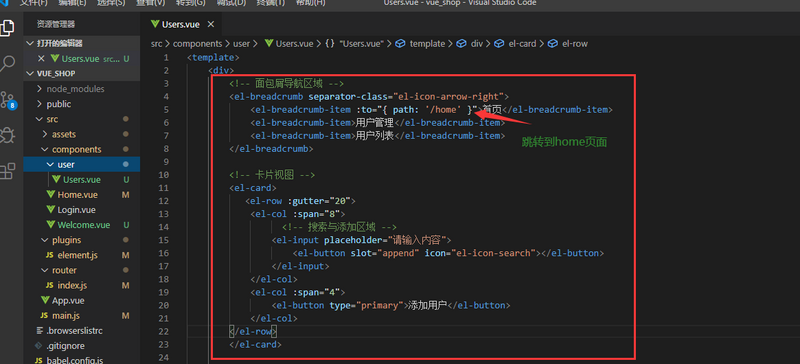 文件(F) 编辑(E) 选择(S) 查看(V) 转到(G) 调试(D) 终端(T) 帮助(H)
Users.vue - vue_shop - Visual Studio Code
资源管理器
打开的编辑器
Users.vue src... U
VUE_SHOP
node_modules
public
src
assets
components
user
Users.vue U
Home.vue M
Login.vue
Welcome.vue U
plugins
element.js M
router
index.js M
App.vue
main.js M
.browserslistrc
.gitignore
babel.config.js
8
Users.vue ×
src > components > user > Users.vue > {} "Users.vue" > template > div > el-card > el-row
1 <template>
2 <div>
3 <!-- 面包屑导航区域 -->
4 <el-breadcrumb separator-class="el-icon-arrow-right">
5 <el-breadcrumb-item :to="{ path: '/home' }">首页</el-breadcrumb-item>
6 <el-breadcrumb-item>用户管理</el-breadcrumb-item>
7 <el-breadcrumb-item>用户列表</el-breadcrumb-item>
8 </el-breadcrumb>
跳转到home页面
9
10 <!-- 卡片视图 -->
11 <el-card>
12 <el-row :gutter="20">
13 <el-col :span="8">
14 <!-- 搜索与添加区域 -->
15 <el-input placeholder="请输入内容">
16 <el-button slot="append" icon="el-icon-search"></el-button>
17 </el-input>
18 </el-col>
19 <el-col :span="4">
20 <el-button type="primary">添加用户</el-button>
21 </el-col>
22 </el-row>
23 </el-card>
24